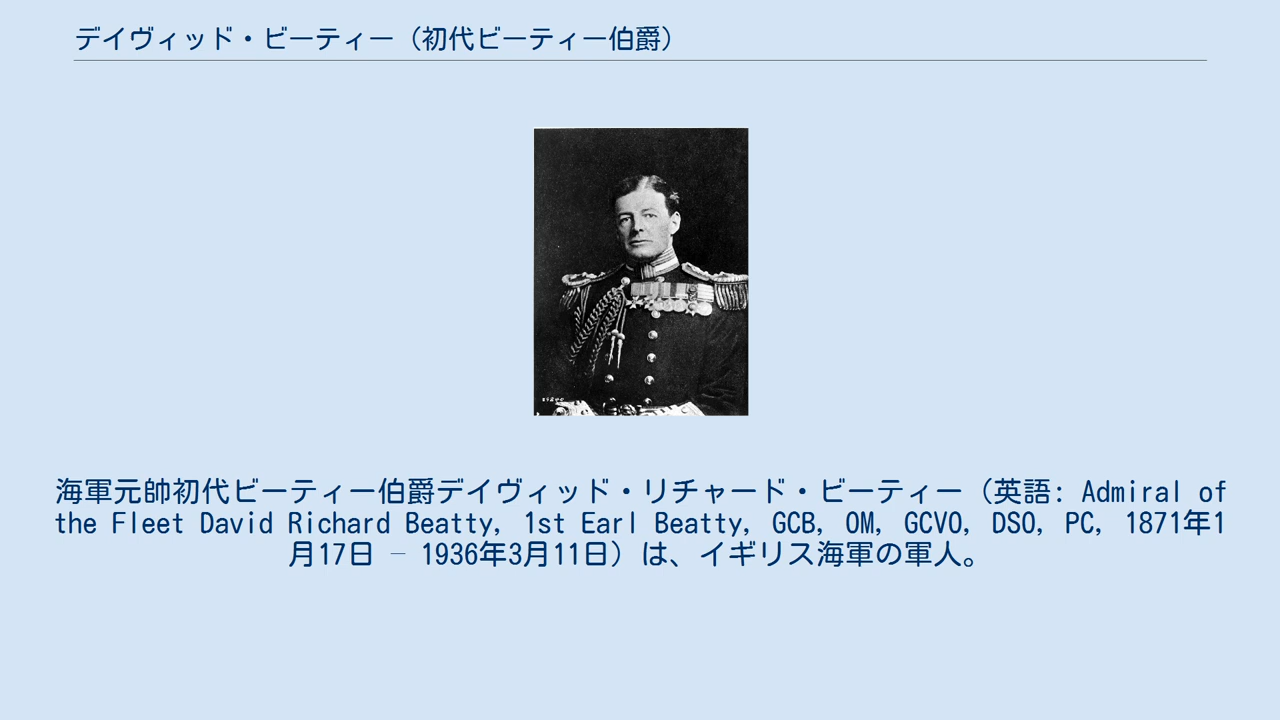 デイヴィッド・ビーティー（初代ビーティー伯爵）
海軍元帥初代ビーティー伯爵デイヴィッド・リチャード・ビーティー（英語: Admiral of
the Fleet David Richard Beatty, 1st Earl Beatty, GCB, OM, GCVO, DSO, PC, 1871年1
月17日 – 1936年3月11日）は、イギリス海軍の軍人。